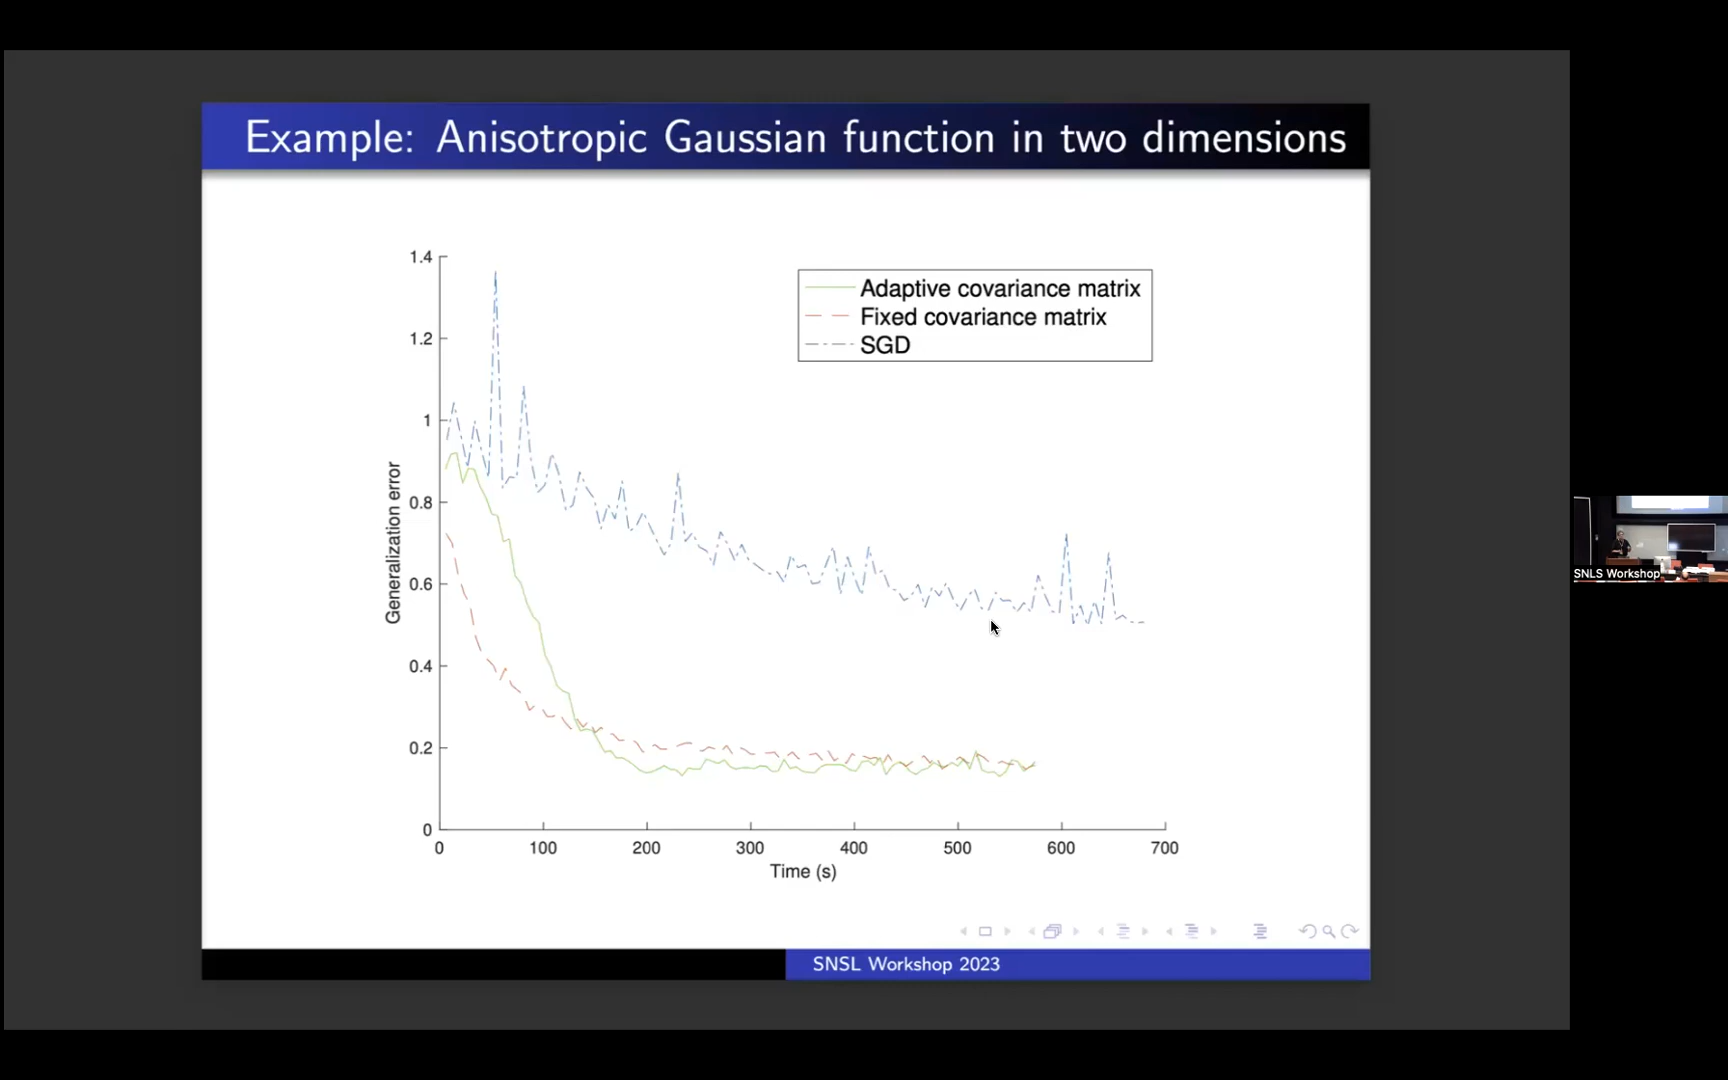 Example: Anisotropic Gaussian function in two dimensions
1.4
1.2
1
0.8
0.6
0.4
0.2
0
Generalization error
Adaptive covariance matrix
Fixed covariance matrix
SGD
0 100 200 300 400 500 600 700
Time (s)
SNSL Workshop 2023
SNLS Workshop